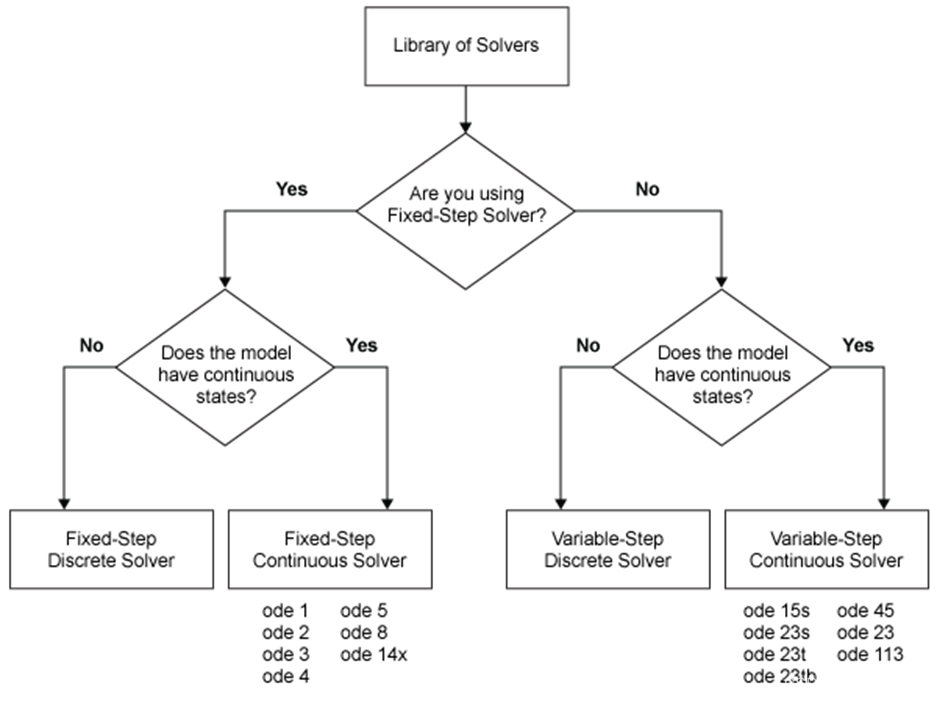 Library of Solvers
Yes
No
Are you using
Fixed-Step Solver?
No
Yes
Does the model
have continuous
states?
No
Yes
Does the model
have continuous
states?
Fixed-Step
Discrete Solver
Fixed-Step
Continuous Solver
Variable-Step
Discrete Solver
Variable-Step
Continuous Solver
ode 1 ode 5
ode 2 ode 8
ode 3 ode 14x
ode 4
ode 15s ode 45
ode 23s ode 23
ode 23t ode 113
ode 23tb